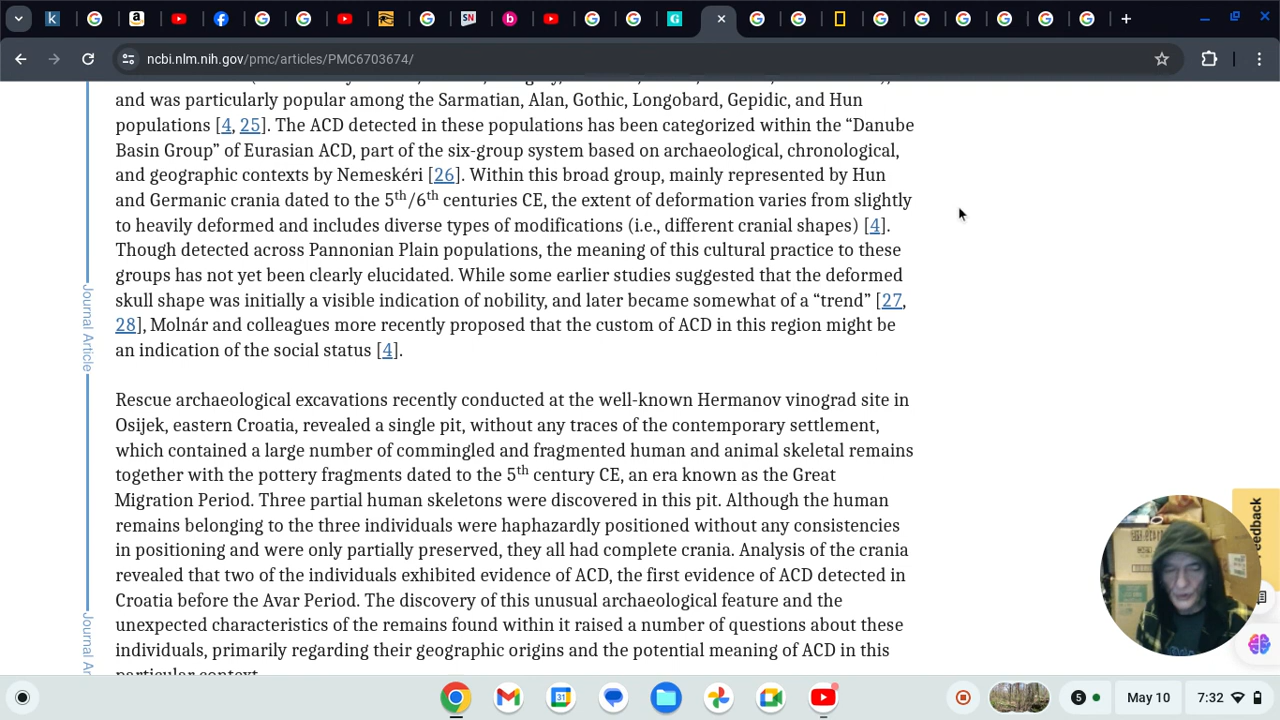 ncbi.nlm.nih.gov/pmc/articles/PMC6703674/
and was particularly popular among the Sarmatian, Alan, Gothic, Longobard, Gepidic, and Hun
populations [4, 25]. The ACD detected in these populations has been categorized within the “Danube
Basin Group” of Eurasian ACD, part of the six-group system based on archaeological, chronological,
and geographic contexts by Nemeskéri [26]. Within this broad group, mainly represented by Hun
and Germanic crania dated to the 5th/6th centuries CE, the extent of deformation varies from slightly
to heavily deformed and includes diverse types of modifications (i.e., different cranial shapes) [4].
Though detected across Pannonian Plain populations, the meaning of this cultural practice to these
groups has not yet been clearly elucidated. While some earlier studies suggested that the deformed
skull shape was initially a visible indication of nobility, and later became somewhat of a “trend” [27,
28], Molnár and colleagues more recently proposed that the custom of ACD in this region might be
an indication of the social status [4].
Rescue archaeological excavations recently conducted at the well-known Hermanov vinograd site in
Osijek, eastern Croatia, revealed a single pit, without any traces of the contemporary settlement,
which contained a large number of commingled and fragmented human and animal skeletal remains
together with the pottery fragments dated to the 5th century CE, an era known as the Great
Migration Period. Three partial human skeletons were discovered in this pit. Although the human
remains belonging to the three individuals were haphazardly positioned without any consistencies
in positioning and were only partially preserved, they all had complete crania. Analysis of the crania
revealed that two of the individuals exhibited evidence of ACD, the first evidence of ACD detected in
Croatia before the Avar Period. The discovery of this unusual archaeological feature and the
unexpected characteristics of the remains found within it raised a number of questions about these
individuals, primarily regarding their geographic origins and the potential meaning of ACD in this
particular context.
Journal Article
Journal Ar
Feedback
5
May 10
7:32